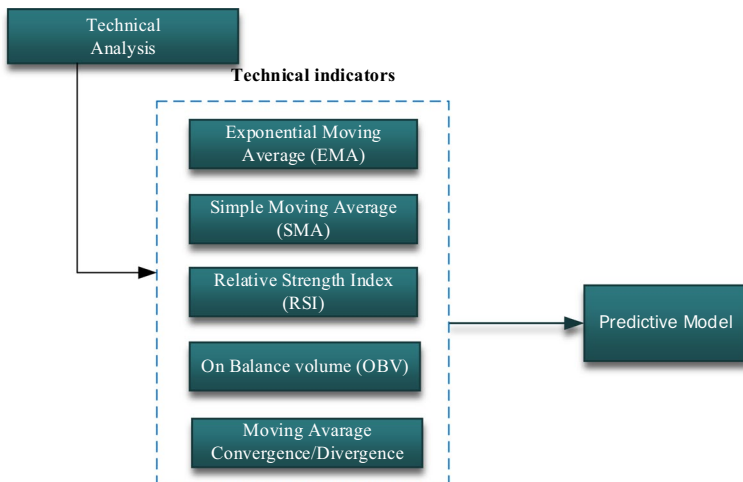 Technical
Analysis
Technical indicators
Exponential Moving
Average (EMA)
Simple Moving Average
(SMA)
Relative Strength Index
(RSI)
On Balance volume (OBV)
Moving Avarage
Convergence/Divergence
Predictive Model